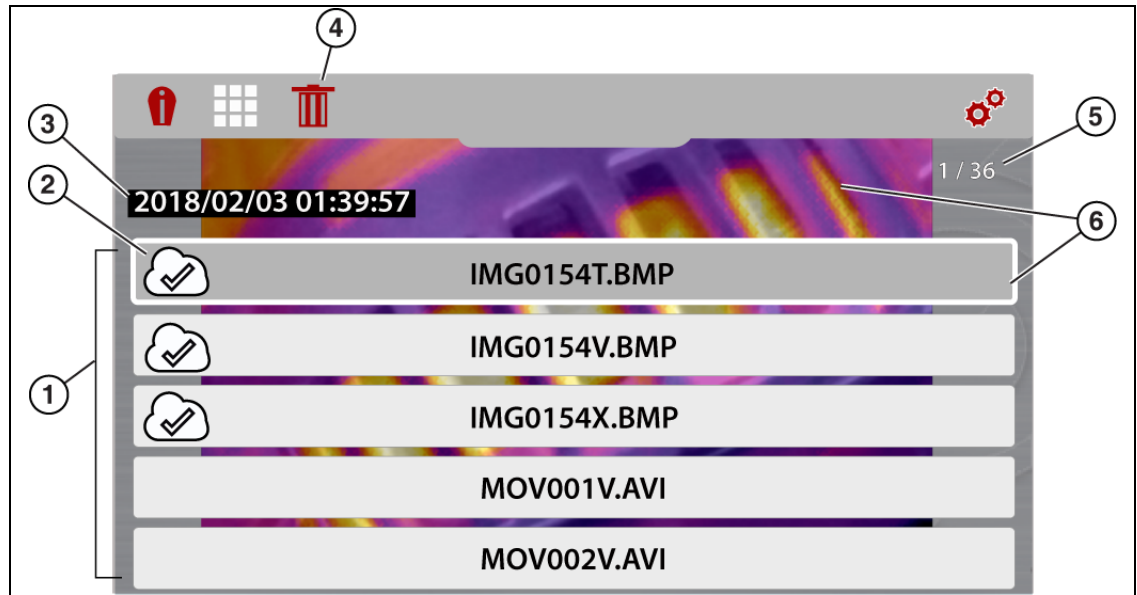 4
3
5
1 / 36
2
2018/02/03 01:39:57
6
IMG0154T.BMP
IMG0154V.BMP
1
IMG0154X.BMP
MOV001V.AVI
MOV002V.AVI